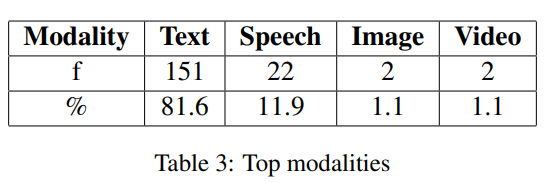 Modality Text Speech Image Video
f 151 22 2 2
% 81.6 11.9 1.1 1.1
Table 3: Top modalities